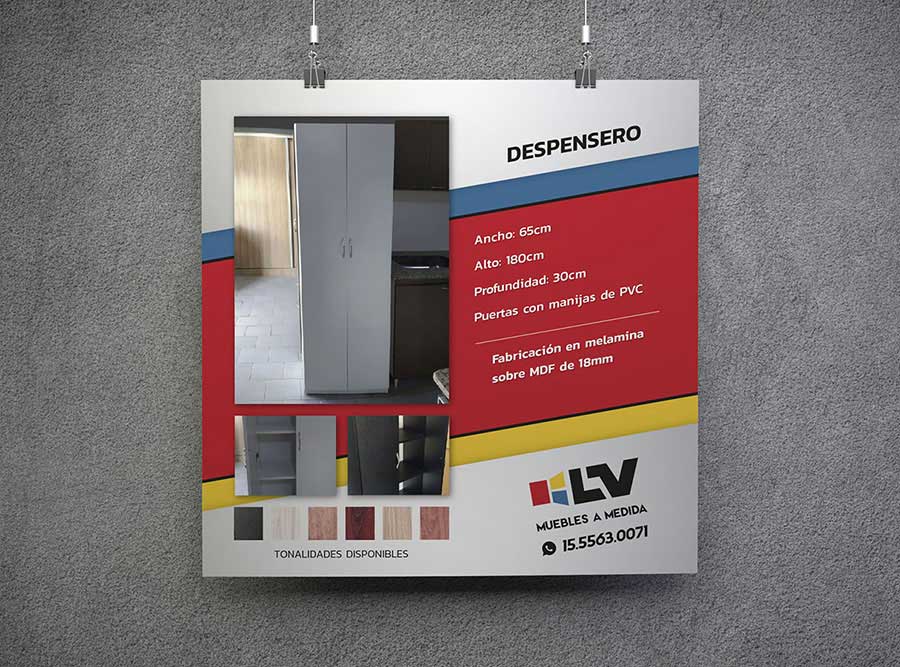 DESPENSERO
Ancho: 65cm
Alto: 180cm
Profundidad: 30cm
Puertas con manijas de PVC
Fabricación en melamina
sobre MDF de 18mm
LV
MUEBLES A MEDIDA
15.5563.0071
TONALIDADES DISPONIBLES